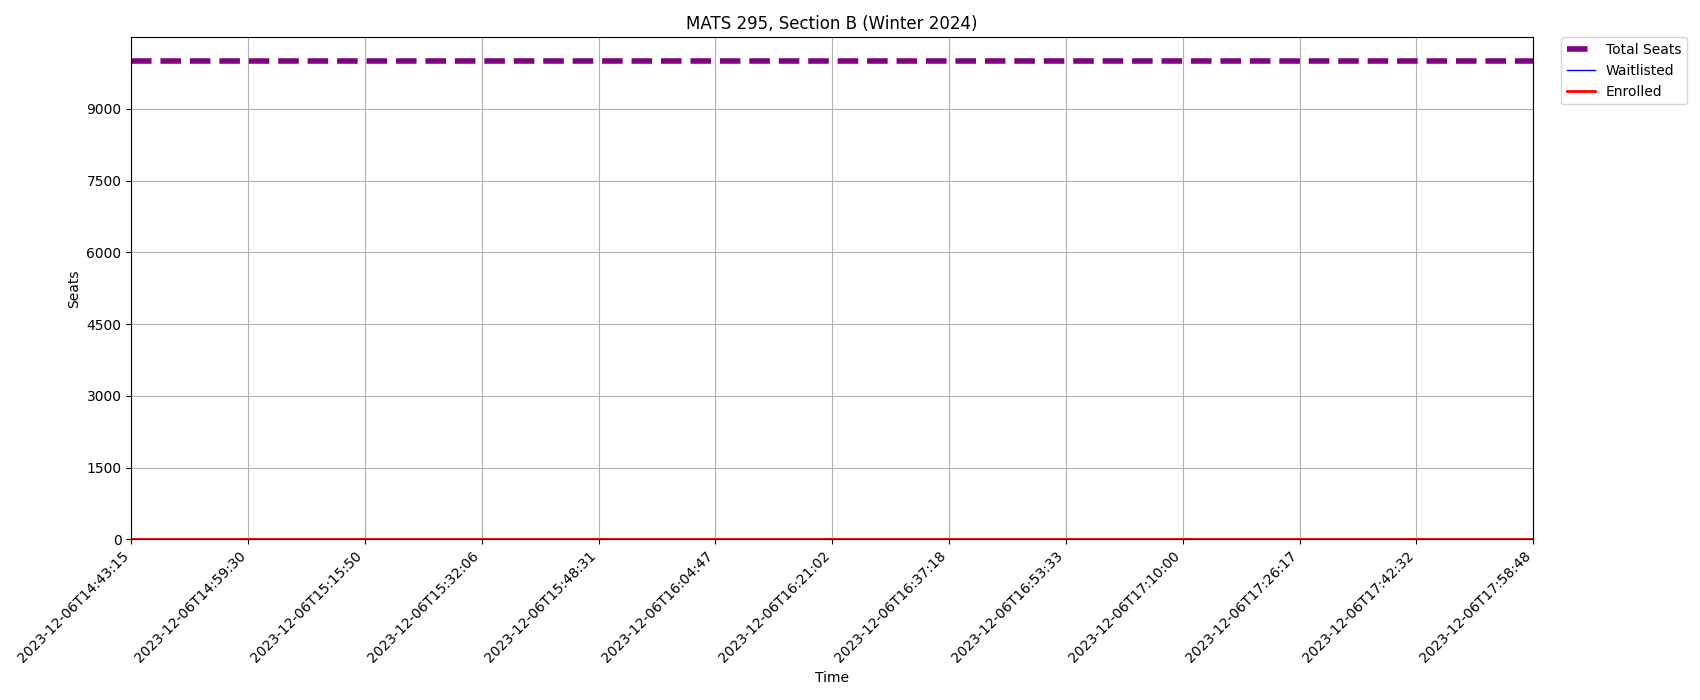 MATS 295, Section B (Winter 2024)
Total Seats
Waitlisted
Enrolled
9000
7500
6000
4500
3000
1500
0
Seats
2023-12-06T14:43:15
2023-12-06T14:59:30
2023-12-06T15:15:50
2023-12-06T15:32:06
2023-12-06T15:48:31
2023-12-06T16:04:47
2023-12-06T16:21:02
2023-12-06T16:37:18
2023-12-06T16:53:33
2023-12-06T17:10:00
2023-12-06T17:26:17
2023-12-06T17:42:32
2023-12-06T17:58:48
Time